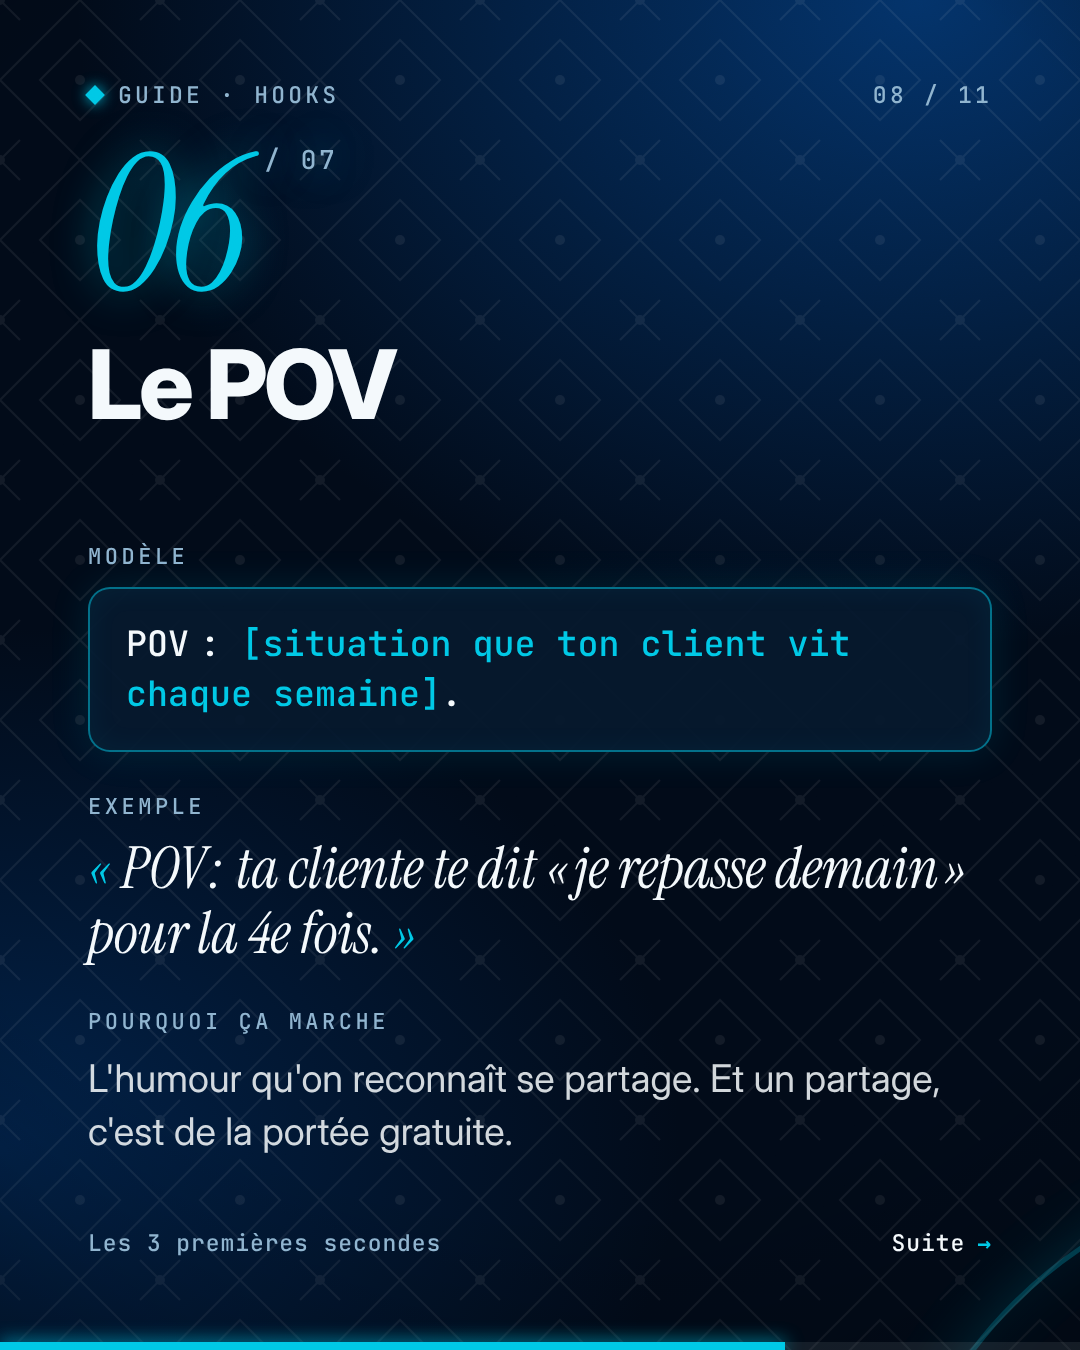 GUIDE · HOOKS
08 / 11
06 / 07
Le POV
MODÈLE
POV : [situation que ton client vit
chaque semaine].
EXEMPLE
« POV : ta cliente te dit « je repasse demain »
pour la 4e fois. »
POURQUOI ÇA MARCHE
L'humour qu'on reconnaît se partage. Et un partage,
c'est de la portée gratuite.
Les 3 premières secondes
Suite →